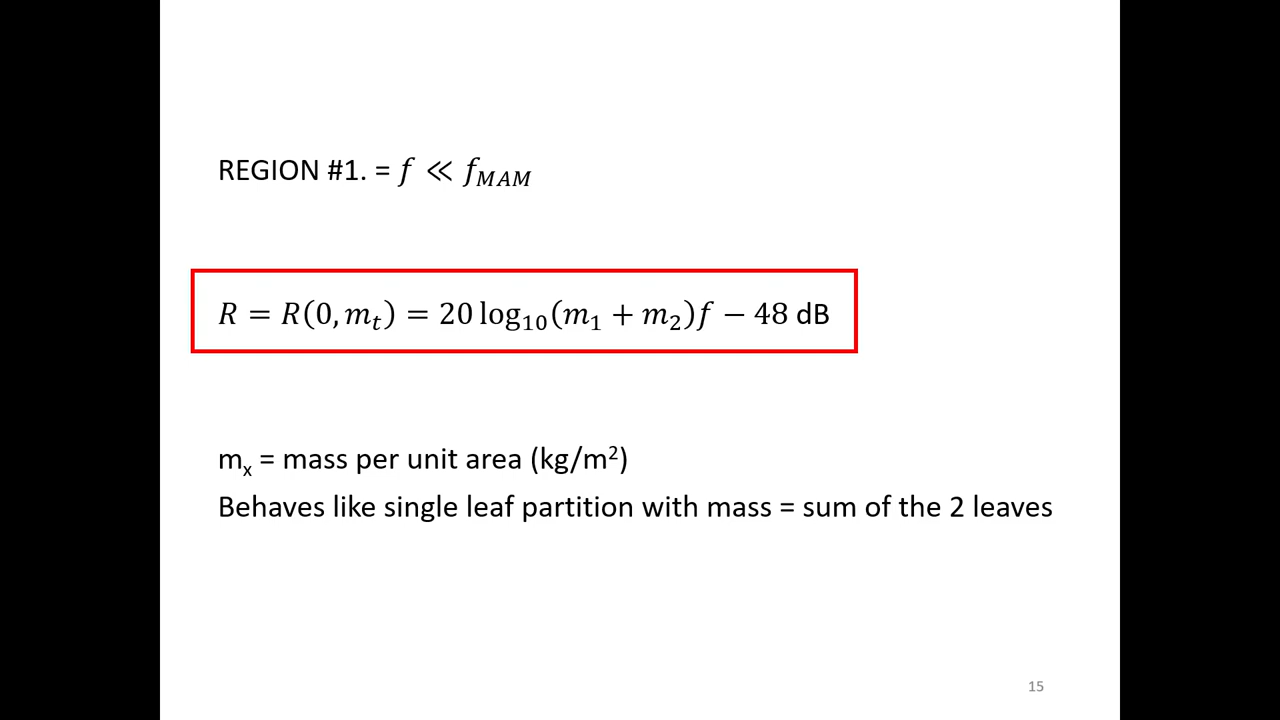 REGION #1. = f ≪ f_MAM
R = R(0, m_t) = 20 log₁₀(m₁ + m₂)f − 48 dB
mₓ = mass per unit area (kg/m²)
Behaves like single leaf partition with mass = sum of the 2 leaves
15